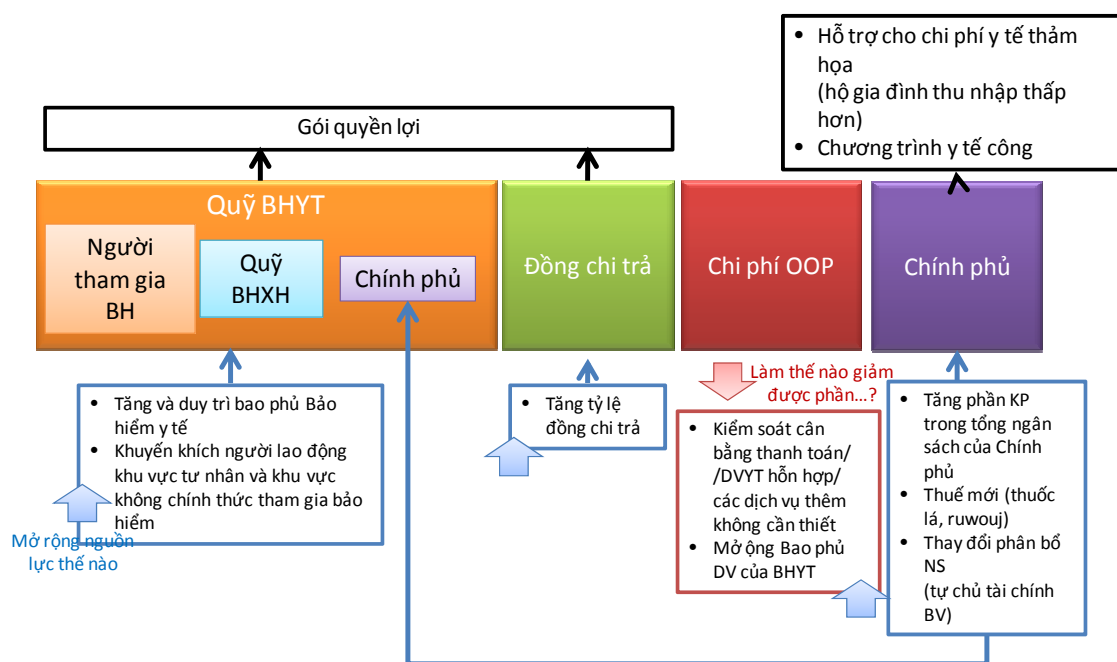 • Hỗ trợ cho chi phí y tế thảm
họa
(hộ gia đình thu nhập thấp
hơn)
• Chương trình y tế công
Gói quyền lợi
Quỹ BHYT
Người
tham gia
BH
Quỹ
BHXH
Chính phủ
Đồng chi trả
Chi phí OOP
Chính phủ
• Tăng và duy trì bao phủ Bảo
hiểm y tế
• Khuyến khích người lao động
khu vực tư nhân và khu vực
không chính thức tham gia bảo
hiểm
Mở rộng nguồn
lực thế nào
• Tăng tỷ lệ
đồng chi trả
Làm thế nào giảm
được phần...?
• Kiểm soát cân
bằng thanh toán/
/DVYT hỗn hợp/
các dịch vụ thêm
không cần thiết
• Mở ộng Bao phủ
DV của BHYT
• Tăng phần KP
trong tổng ngân
sách của Chính
phủ
• Thuế mới (thuốc
lá, ruwouj)
• Thay đổi phân bổ
NS
(tự chủ tài chính
BV)